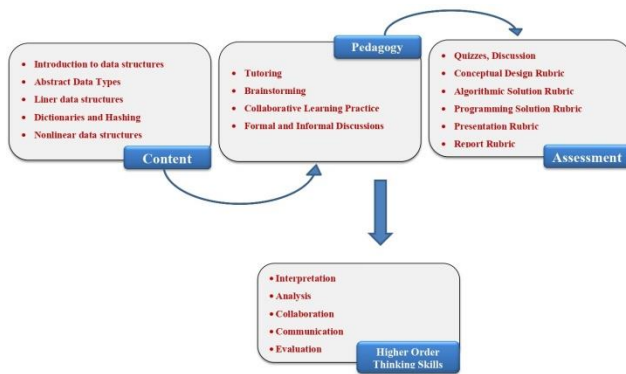 • Introduction to data structures
• Abstract Data Types
• Liner data structures
• Dictionaries and Hashing
• Nonlinear data structures
Content
Pedagogy
• Tutoring
• Brainstorming
• Collaborative Learning Practice
• Formal and Informal Discussions
• Quizzes, Discussion
• Conceptual Design Rubric
• Algorithmic Solution Rubric
• Programming Solution Rubric
• Presentation Rubric
• Report Rubric
Assessment
• Interpretation
• Analysis
• Collaboration
• Communication
• Evaluation
Higher Order
Thinking Skills